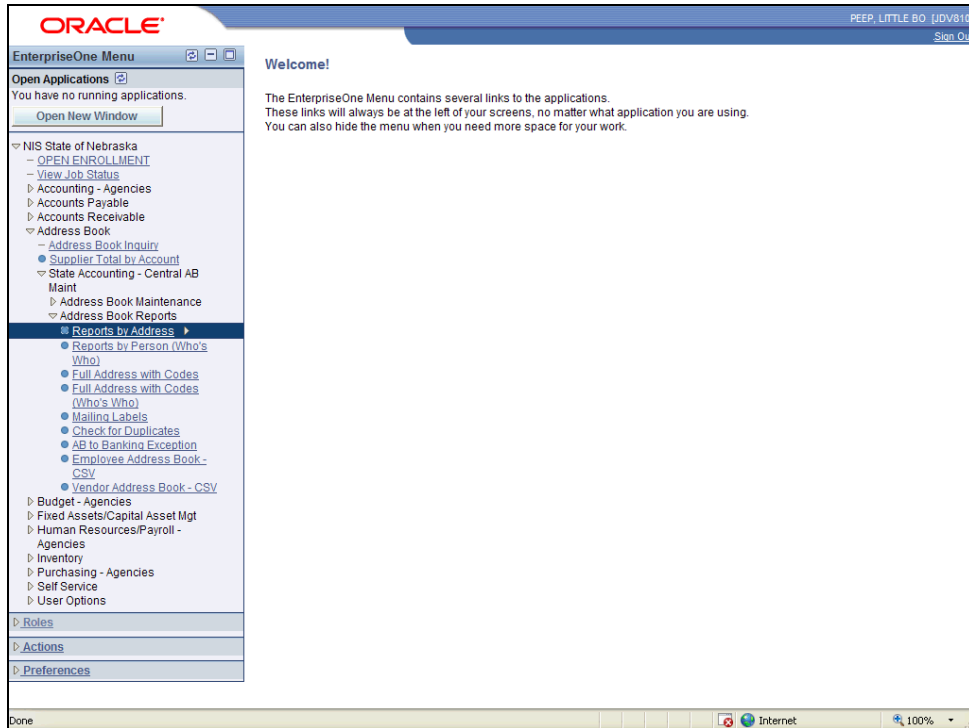 ORACLE
PEEP, LITTLE BO [JDV810
Sign Ou
EnterpriseOne Menu
Open Applications
You have no running applications.
Open New Window
NIS State of Nebraska
OPEN ENROLLMENT
View Job Status
Accounting - Agencies
Accounts Payable
Accounts Receivable
Address Book
Address Book Inquiry
Supplier Total by Account
State Accounting - Central AB
Maint
Address Book Maintenance
Address Book Reports
Reports by Address
Reports by Person (Who's
Who)
Full Address with Codes
Full Address with Codes
(Who's Who)
Mailing Labels
Check for Duplicates
AB to Banking Exception
Employee Address Book -
CSV
Vendor Address Book - CSV
Budget - Agencies
Fixed Assets/Capital Asset Mgt
Human Resources/Payroll -
Agencies
Inventory
Purchasing - Agencies
Self Service
User Options
Roles
Actions
Preferences
Welcome!
The EnterpriseOne Menu contains several links to the applications.
These links will always be at the left of your screens, no matter what application you are using.
You can also hide the menu when you need more space for your work.
Done
Internet
100%